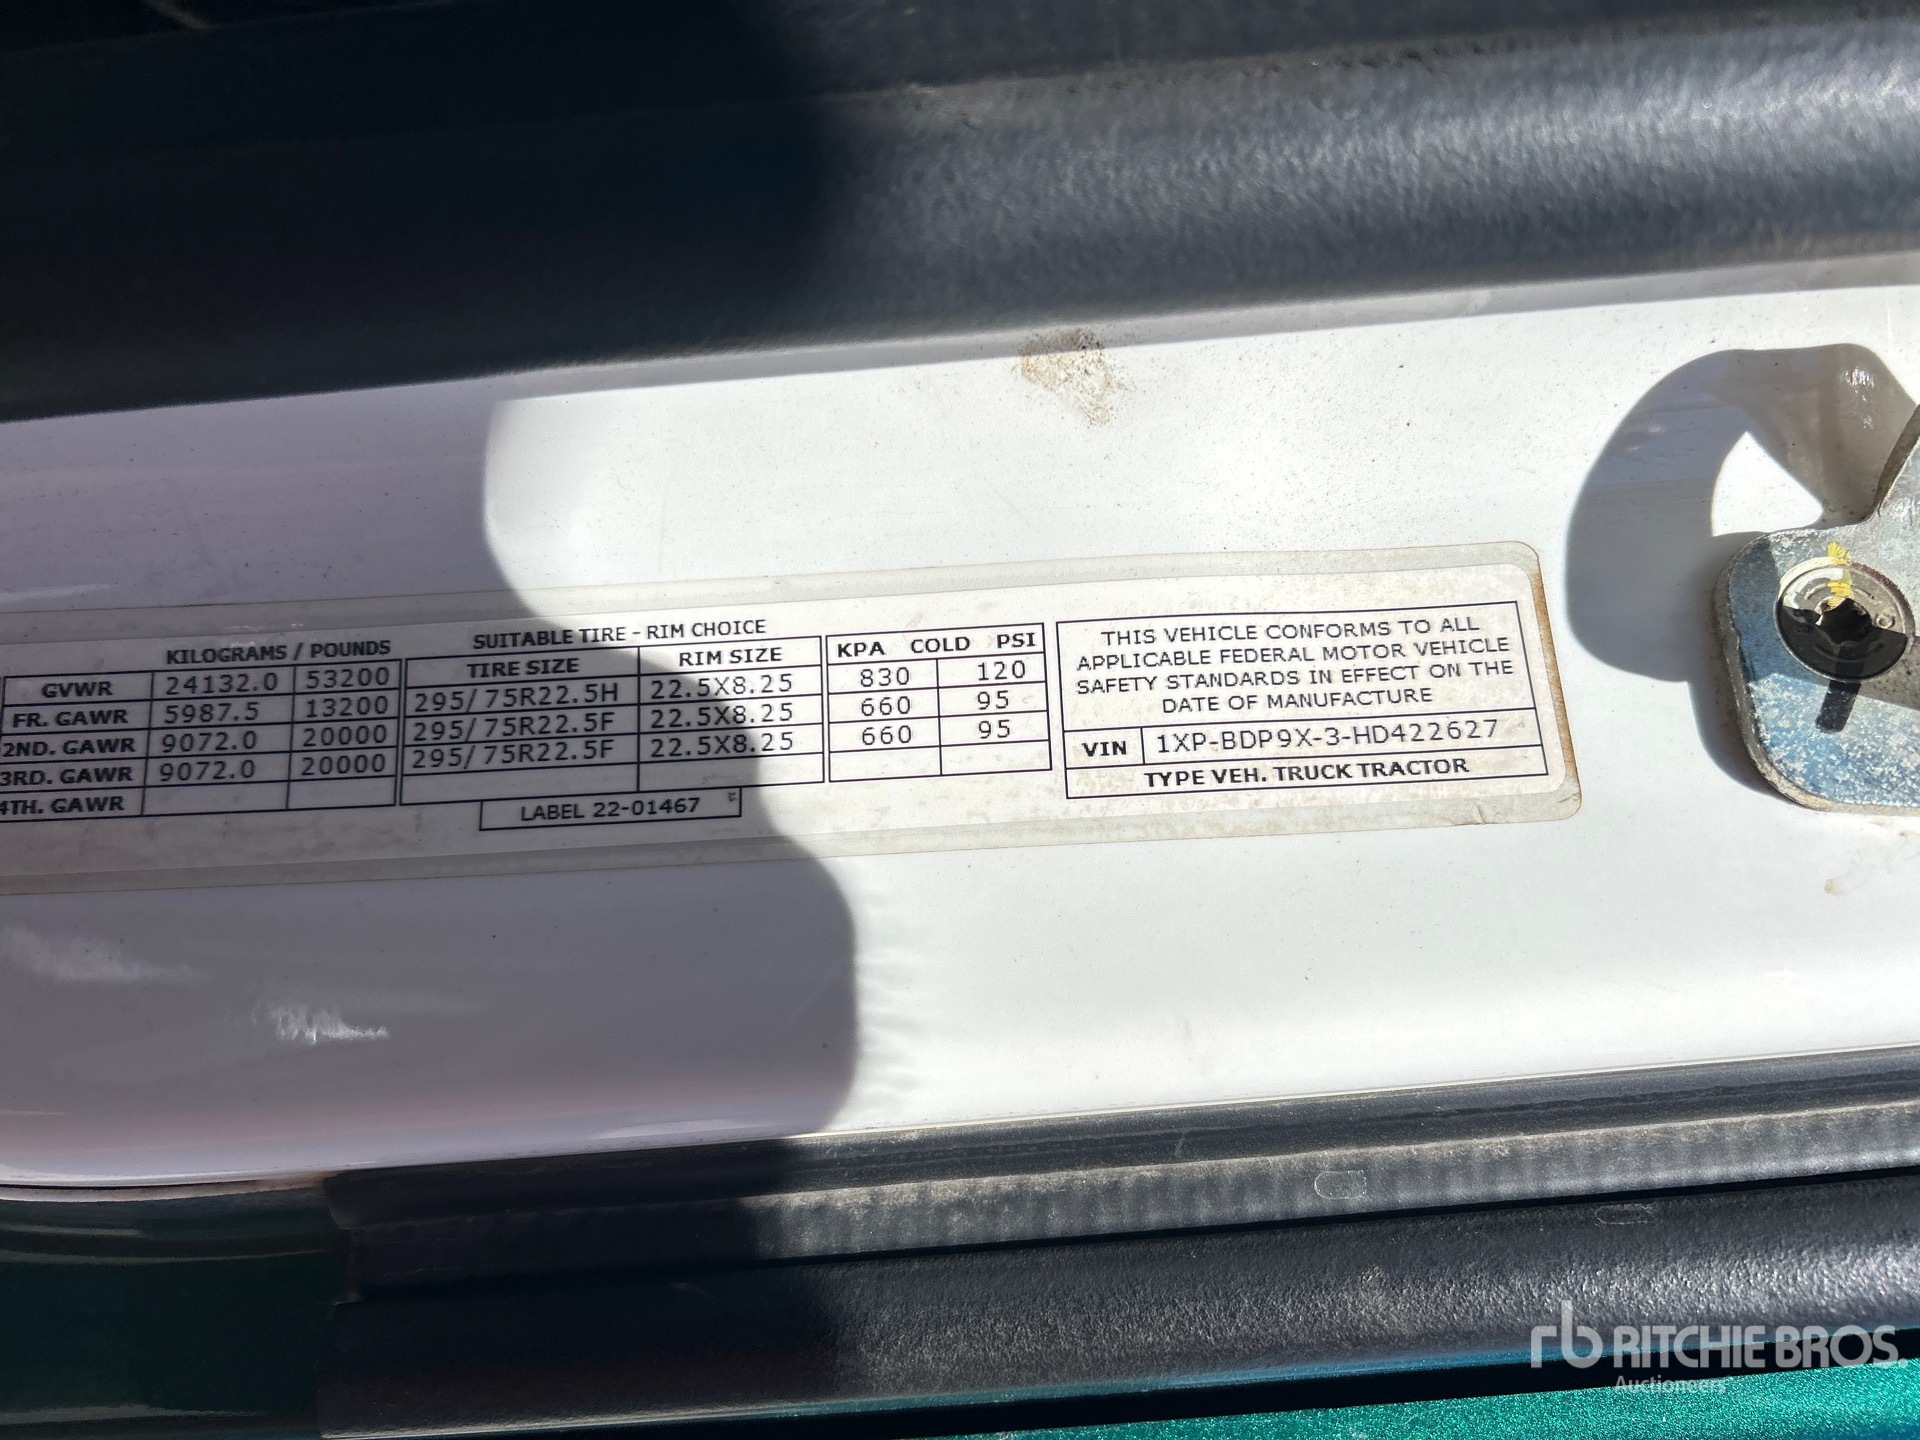 KILOGRAMS / POUNDS
GVWR 24132.0 53200
FR. GAWR 5987.5 13200
2ND. GAWR 9072.0 20000
3RD. GAWR 9072.0 20000
4TH. GAWR
SUITABLE TIRE - RIM CHOICE
TIRE SIZE RIM SIZE
295/75R22.5H 22.5X8.25
295/75R22.5F 22.5X8.25
295/75R22.5F 22.5X8.25
LABEL 22-01467
KPA COLD PSI
830 120
660 95
660 95
THIS VEHICLE CONFORMS TO ALL
APPLICABLE FEDERAL MOTOR VEHICLE
SAFETY STANDARDS IN EFFECT ON THE
DATE OF MANUFACTURE
VIN 1XP-BDP9X-3-HD422627
TYPE VEH. TRUCK TRACTOR
rb RITCHIE BROS.
Auctioneers